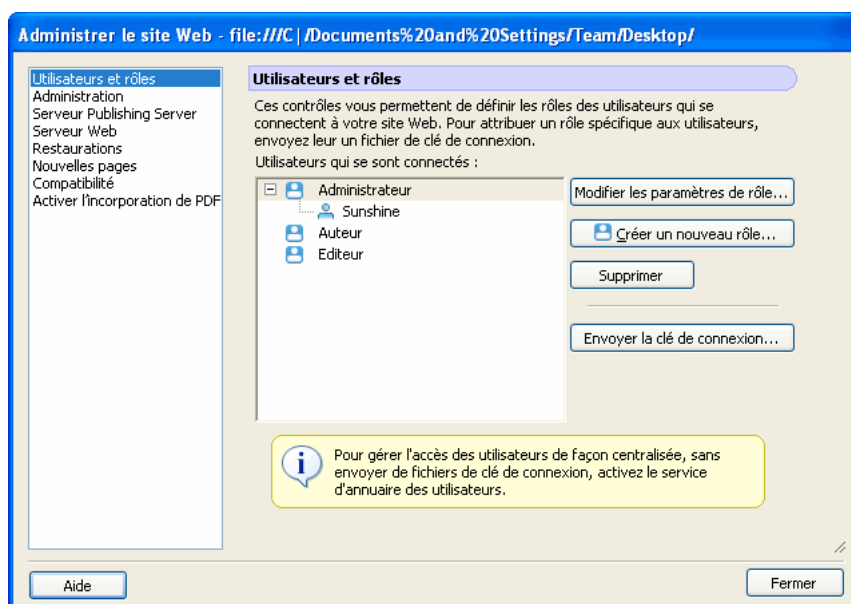 Administrer le site Web - file:///C|/Documents%20and%20Settings/Team/Desktop/
Utilisateurs et rôles
Administration
Serveur Publishing Server
Serveur Web
Restaurations
Nouvelles pages
Compatibilité
Activer l'incorporation de PDF
Utilisateurs et rôles
Ces contrôles vous permettent de définir les rôles des utilisateurs qui se
connectent à votre site Web. Pour attribuer un rôle spécifique aux utilisateurs,
envoyez leur un fichier de clé de connexion.
Utilisateurs qui se sont connectés :
Administrateur
Sunshine
Auteur
Editeur
Modifier les paramètres de rôle...
Créer un nouveau rôle...
Supprimer
Envoyer la clé de connexion...
Pour gérer l'accès des utilisateurs de façon centralisée, sans
envoyer de fichiers de clé de connexion, activez le service
d'annuaire des utilisateurs.
Aide
Fermer